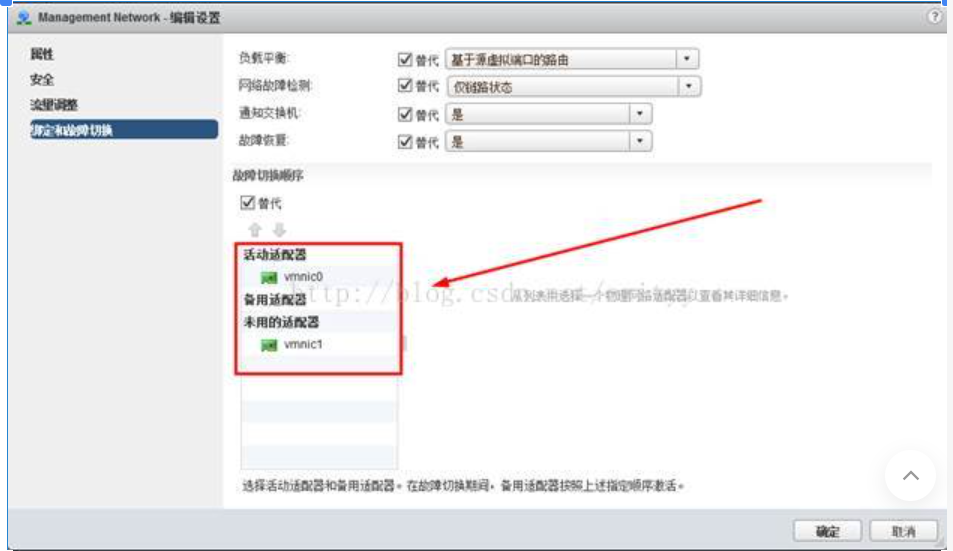 Management Network - 编辑设置
?
属性
安全
流量调整
绑定和故障切换
负载平衡: 替代 基于源虚拟端口的路由
网络故障检测: 替代 仅链路状态
通知交换机: 替代 是
故障恢复: 替代 是
故障切换顺序
替代
活动适配器
vmnic0
备用适配器
未用的适配器
vmnic1
从列表中选择一个物理网络适配器以查看其详细信息。
http://blog.csdn.net/
选择活动适配器和备用适配器。在故障切换期间，备用适配器按照上述指定顺序激活。
确定 取消